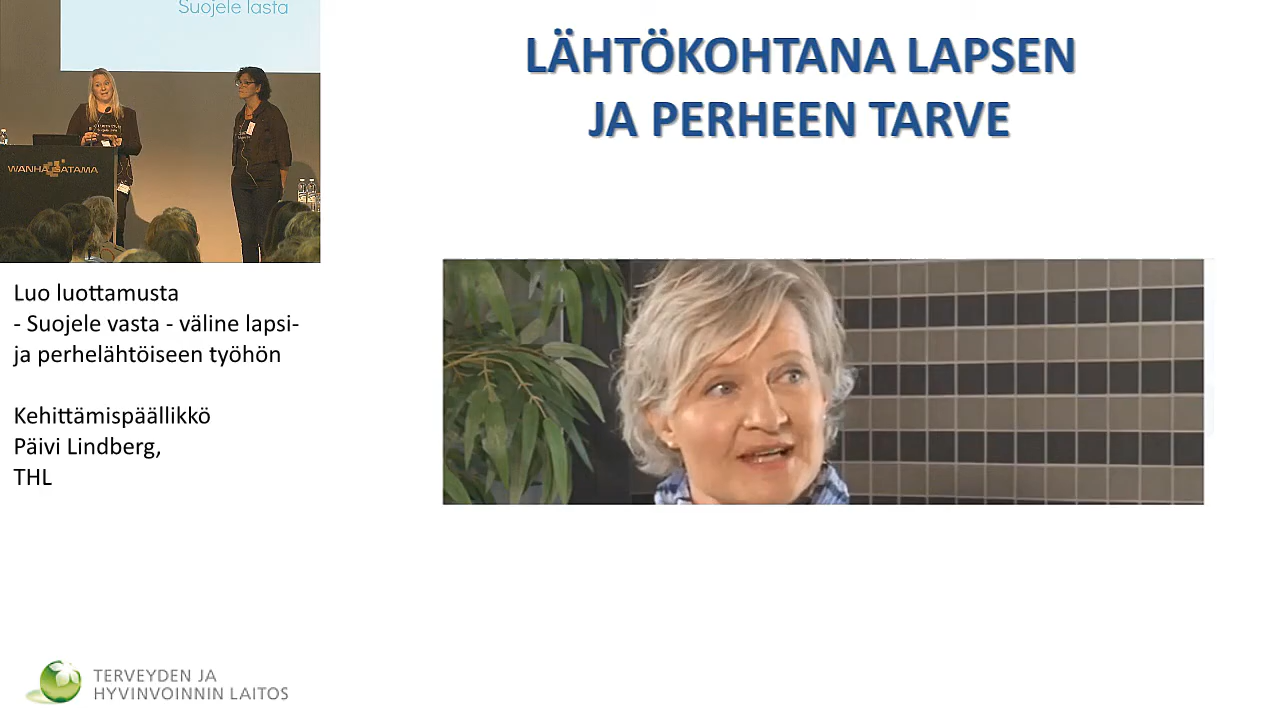 Suojele lasta
WANHA SATAMA
LÄHTÖKOHTANA LAPSEN
JA PERHEEN TARVE
Luo luottamusta
- Suojele vasta - väline lapsi-
ja perhelähtöiseen työhön
Kehittämispäällikkö
Päivi Lindberg,
THL
TERVEYDEN JA
HYVINVOINNIN LAITOS